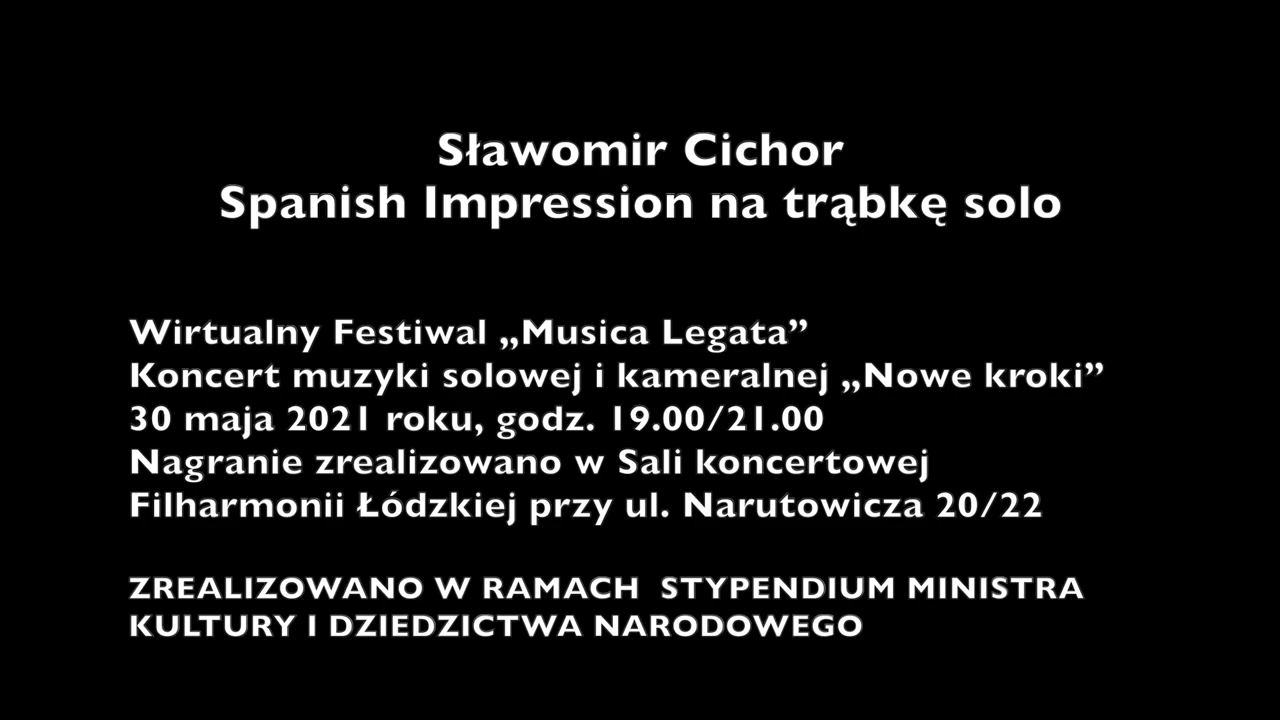 Sławomir Cichor
Spanish Impression na trąbkę solo
Wirtualny Festiwal „Musica Legata”
Koncert muzyki solowej i kameralnej „Nowe kroki”
30 maja 2021 roku, godz. 19.00/21.00
Nagranie zrealizowano w Sali koncertowej
Filharmonii Łódzkiej przy ul. Narutowicza 20/22
ZREALIZOWANO W RAMACH  STYPENDIUM MINISTRA
KULTURY I DZIEDZICTWA NARODOWEGO